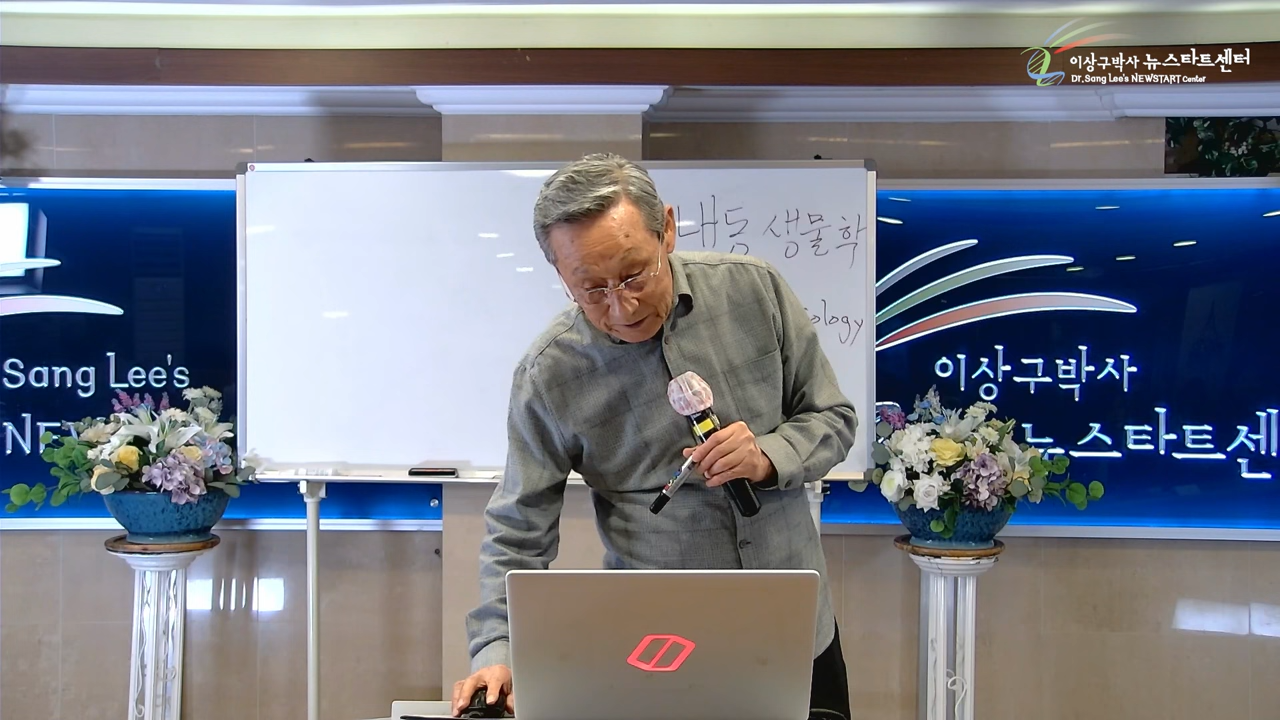 이상구박사 뉴스타트센터
Dr. Sang Lee's NEWSTART Center
내등 생물학
ology
Sang Lee's
이상구박사
뉴스타트센